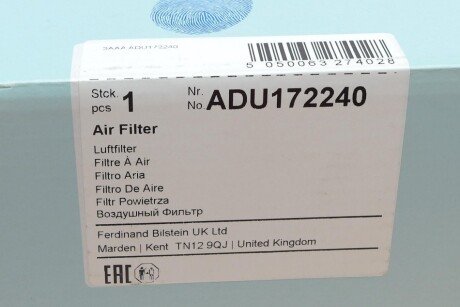 3AAA ADU172240
5 050063 274028
Stck.
pcs 1
Nr.
No. ADU172240
Air Filter
Luftfilter
Filtre À Air
Filtro Aria
Filtro De Aire
Filtr Powietrza
Воздушный Фильтр
Ferdinand Bilstein UK Ltd
Marden | Kent TN12 9QJ | United Kingdom
EAC